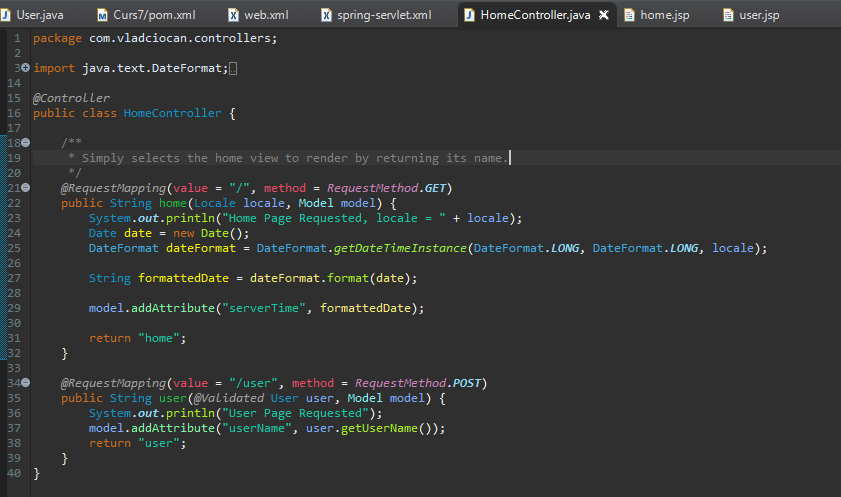 User.java Curs7/pom.xml web.xml spring-servlet.xml HomeController.java home.jsp user.jsp
1 package com.vladciocan.controllers;
2
3 import java.text.DateFormat;
14
15 @Controller
16 public class HomeController {
17
18 /**
19 * Simply selects the home view to render by returning its name.
20 */
21 @RequestMapping(value = "/", method = RequestMethod.GET)
22 public String home(Locale locale, Model model) {
23 System.out.println("Home Page Requested, locale = " + locale);
24 Date date = new Date();
25 DateFormat dateFormat = DateFormat.getDateTimeInstance(DateFormat.LONG, DateFormat.LONG, locale);
26
27 String formattedDate = dateFormat.format(date);
28
29 model.addAttribute("serverTime", formattedDate);
30
31 return "home";
32 }
33
34 @RequestMapping(value = "/user", method = RequestMethod.POST)
35 public String user(@Validated User user, Model model) {
36 System.out.println("User Page Requested");
37 model.addAttribute("userName", user.getUserName());
38 return "user";
39 }
40 }